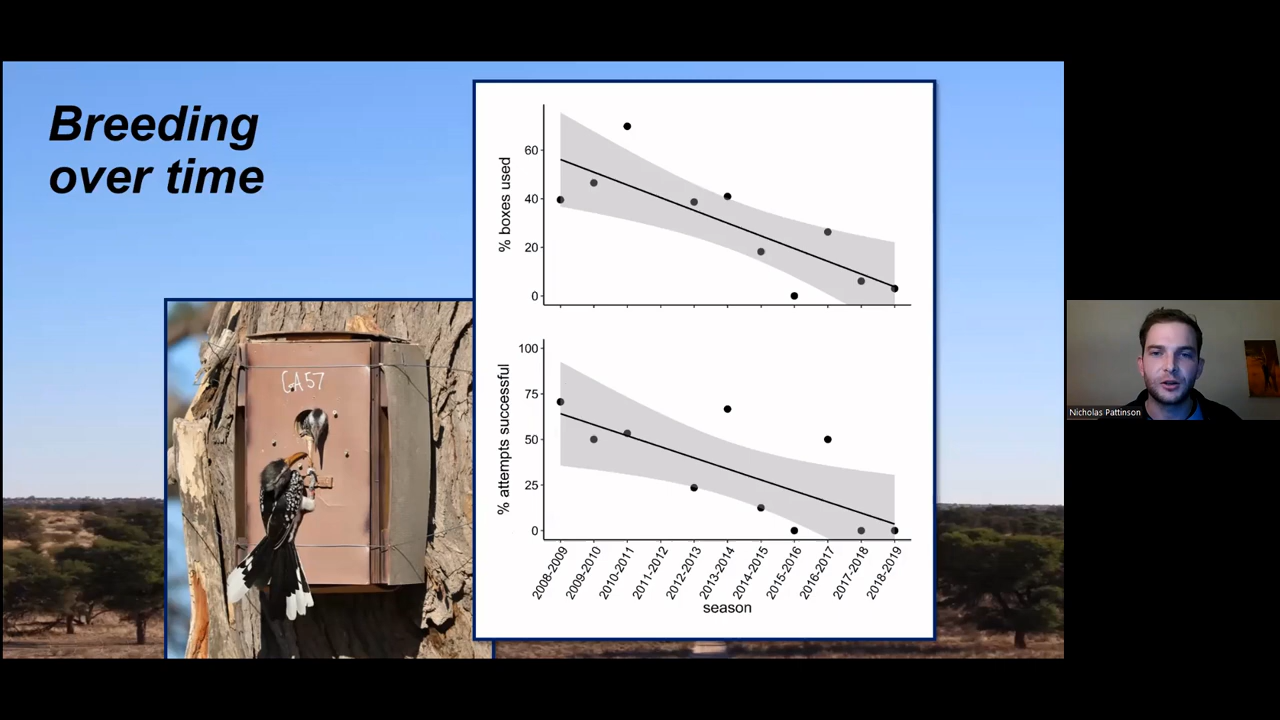 Breeding
over time
GA57
% boxes used
60
40
20
0
% attempts successful
100
75
50
25
0
2008-2009
2009-2010
2010-2011
2011-2012
2012-2013
2013-2014
2014-2015
2015-2016
2016-2017
2017-2018
2018-2019
season
Nicholas Pattinson